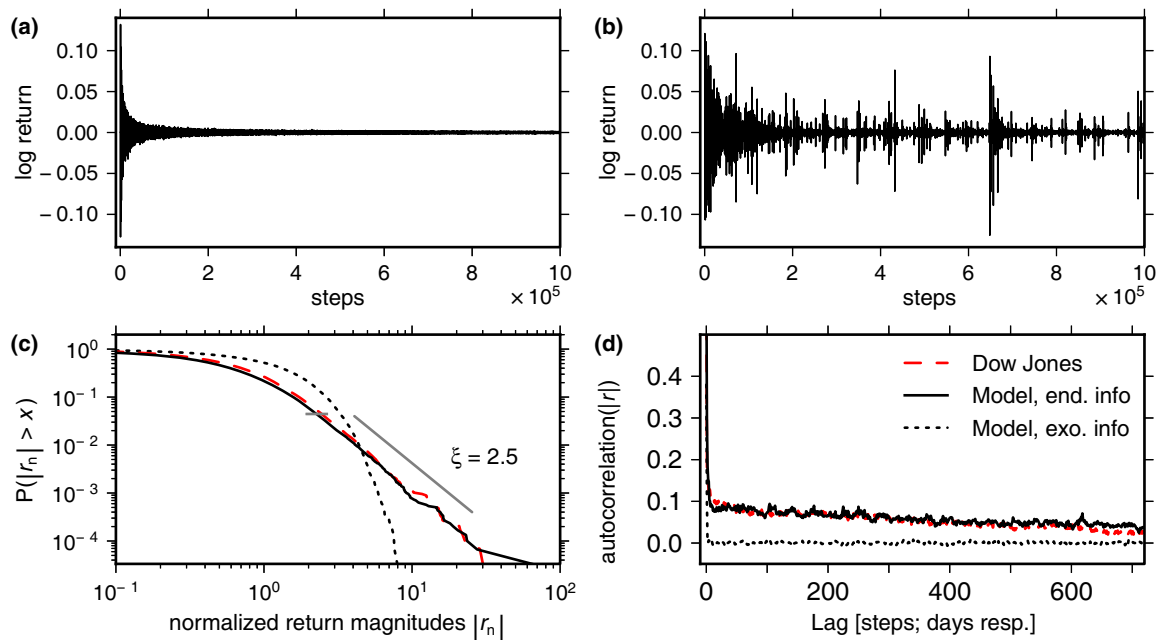 (a)
0.10
0.05
0.00
−0.05
−0.10
log return
0 2 4 6 8 10
steps
× 10^5
(b)
0.10
0.05
0.00
−0.05
−0.10
log return
0 2 4 6 8 10
steps
× 10^5
(c)
10^0
10^−1
10^−2
10^−3
10^−4
P(|r_n| > x)
ξ = 2.5
10^−1 10^0 10^1 10^2
normalized return magnitudes |r_n|
(d)
0.4
0.3
0.2
0.1
0.0
autocorrelation(|r|)
Dow Jones
Model, end. info
Model, exo. info
0 200 400 600
Lag [steps; days resp.]